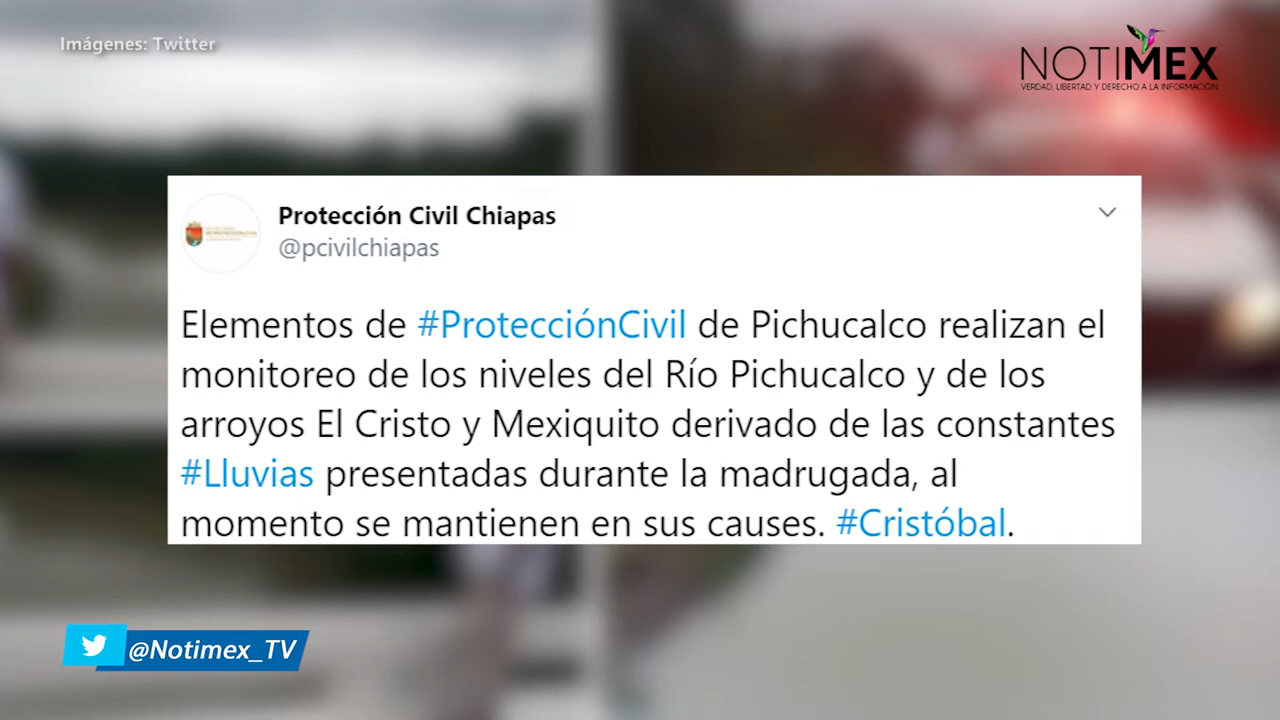 Imágenes: Twitter
NOTIMEX
VERDAD, LIBERTAD Y DERECHO A LA INFORMACIÓN
Protección Civil Chiapas
@pcivilchiapas
Elementos de #ProtecciónCivil de Pichucalco realizan el
monitoreo de los niveles del Río Pichucalco y de los
arroyos El Cristo y Mexiquito derivado de las constantes
#Lluvias presentadas durante la madrugada, al
momento se mantienen en sus causes. #Cristóbal.
@Notimex_TV